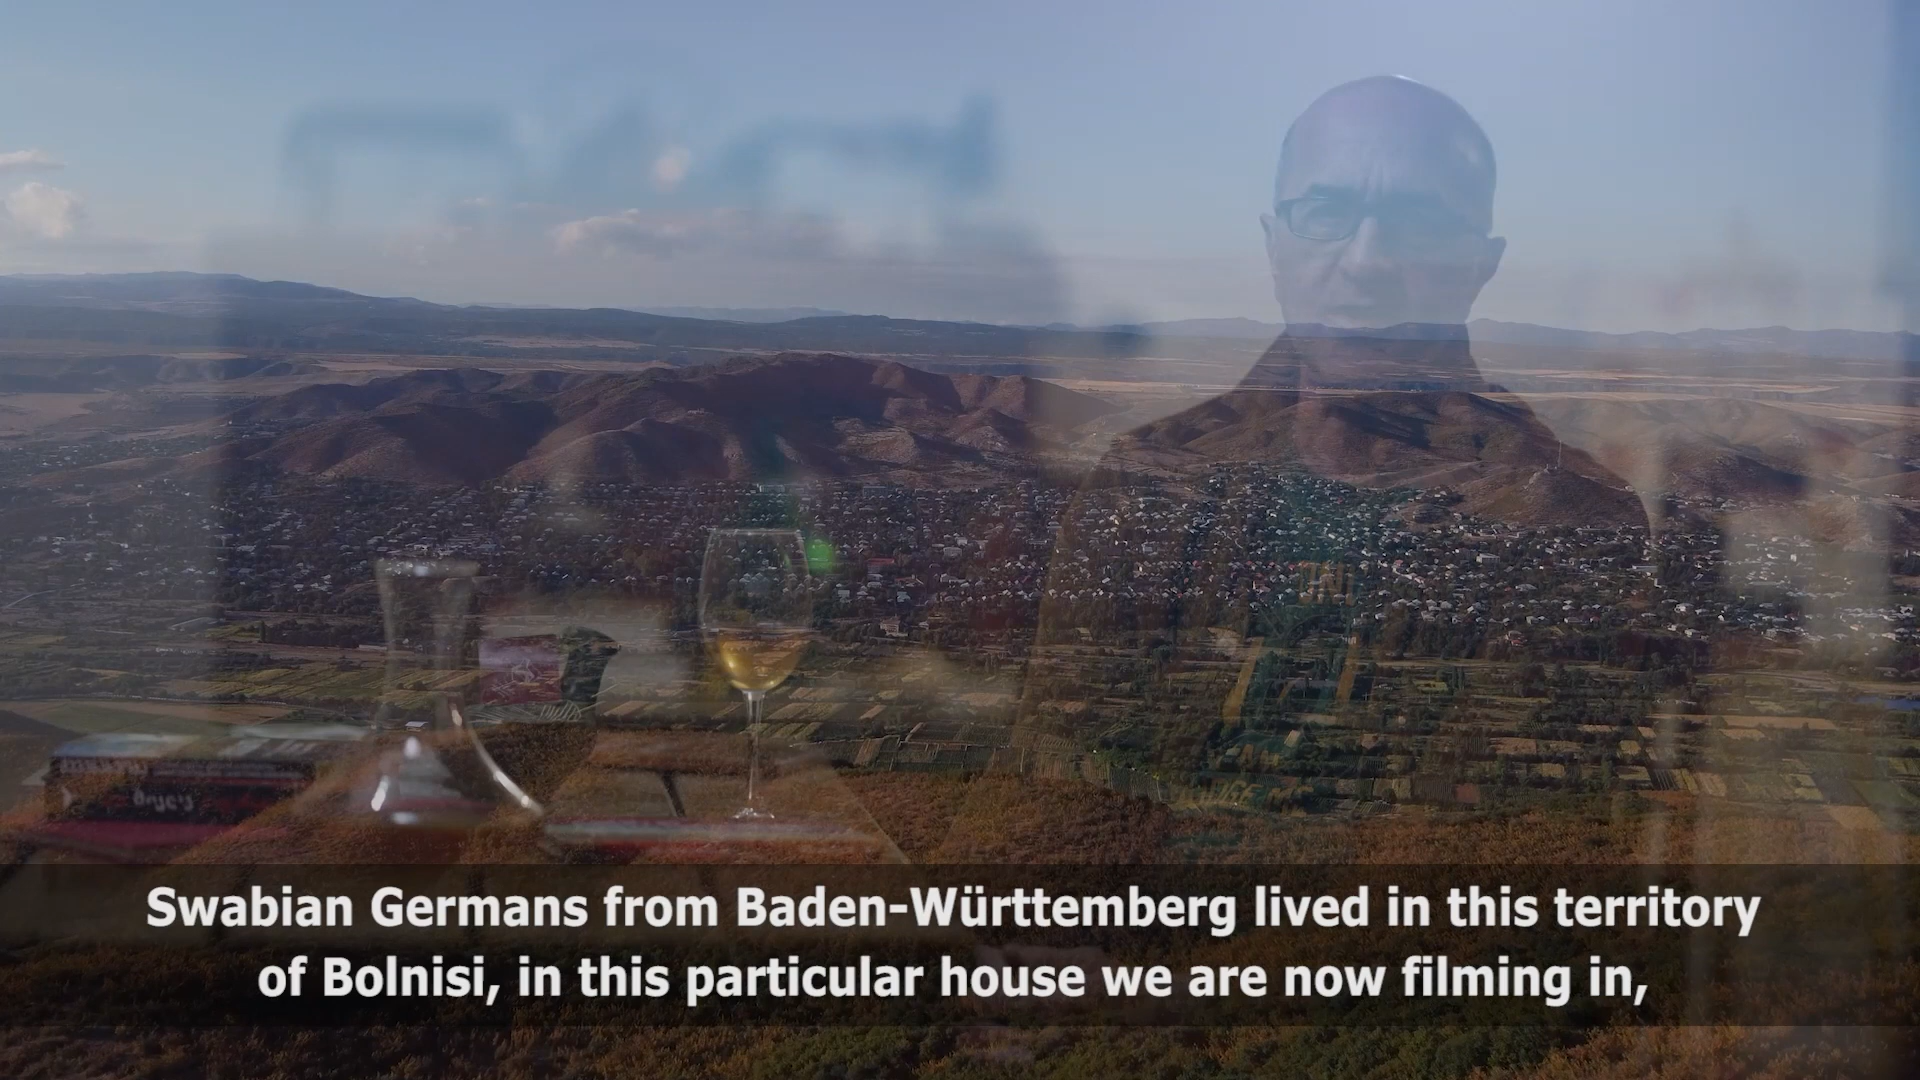 Swabian Germans from Baden-Württemberg lived in this territory
of Bolnisi, in this particular house we are now filming in,